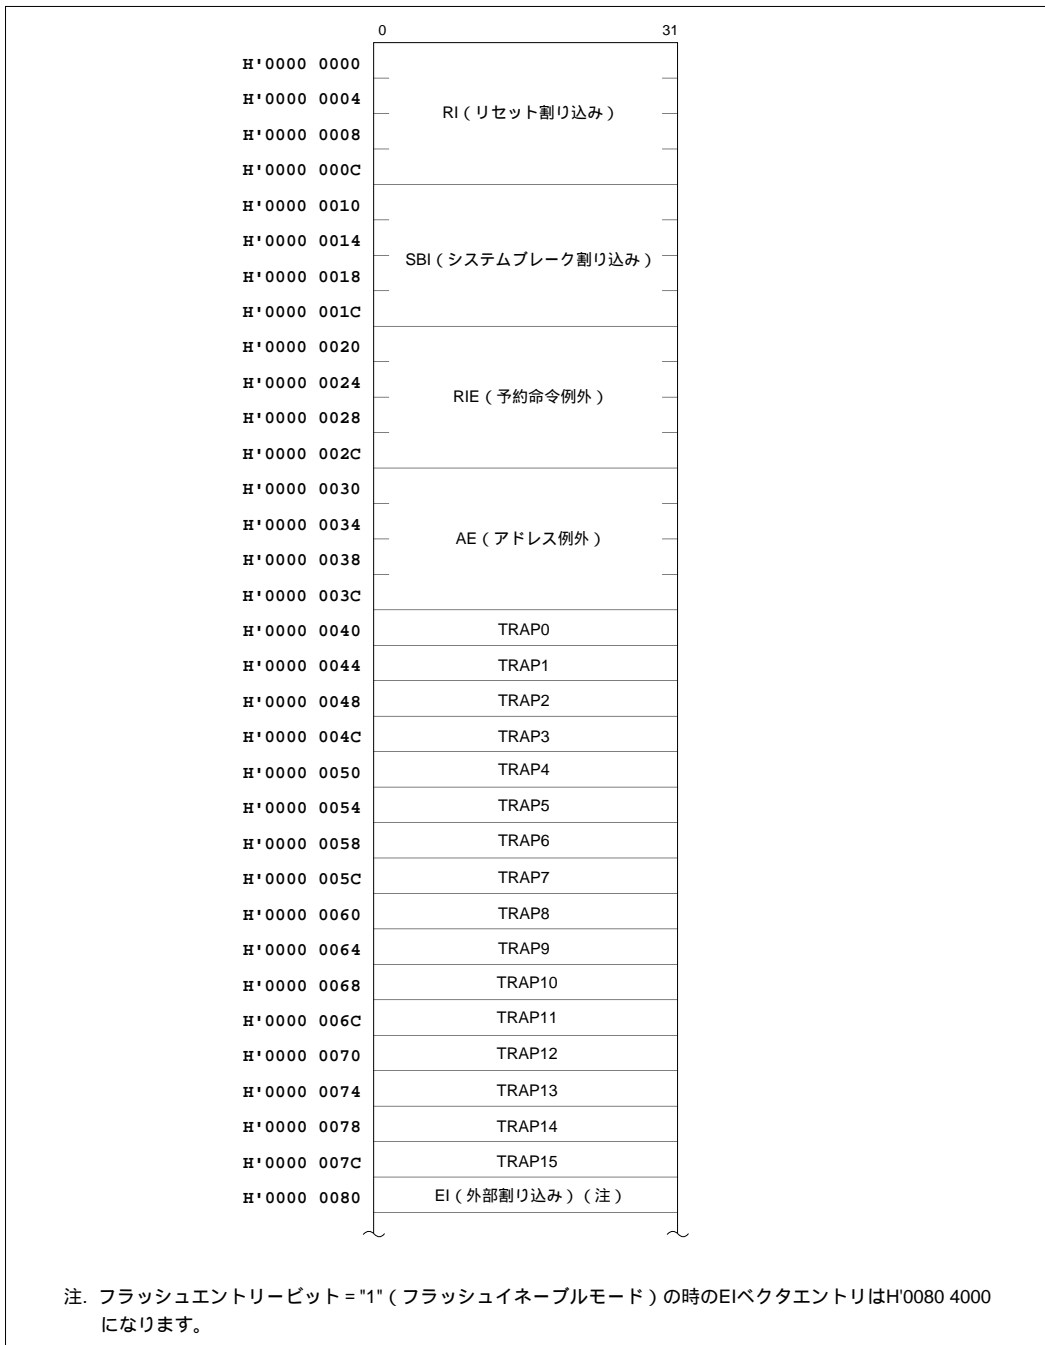 0 31
H'0000 0000
H'0000 0004
RI（リセット割り込み）
H'0000 0008
H'0000 000C
H'0000 0010
H'0000 0014
SBI（システムブレーク割り込み）
H'0000 0018
H'0000 001C
H'0000 0020
H'0000 0024
RIE（予約命令例外）
H'0000 0028
H'0000 002C
H'0000 0030
H'0000 0034
AE（アドレス例外）
H'0000 0038
H'0000 003C
H'0000 0040 TRAP0
H'0000 0044 TRAP1
H'0000 0048 TRAP2
H'0000 004C TRAP3
H'0000 0050 TRAP4
H'0000 0054 TRAP5
H'0000 0058 TRAP6
H'0000 005C TRAP7
H'0000 0060 TRAP8
H'0000 0064 TRAP9
H'0000 0068 TRAP10
H'0000 006C TRAP11
H'0000 0070 TRAP12
H'0000 0074 TRAP13
H'0000 0078 TRAP14
H'0000 007C TRAP15
H'0000 0080 EI（外部割り込み）（注）
注. フラッシュエントリービット = "1"（フラッシュイネーブルモード）の時のEIベクタエントリはH'0080 4000
になります。